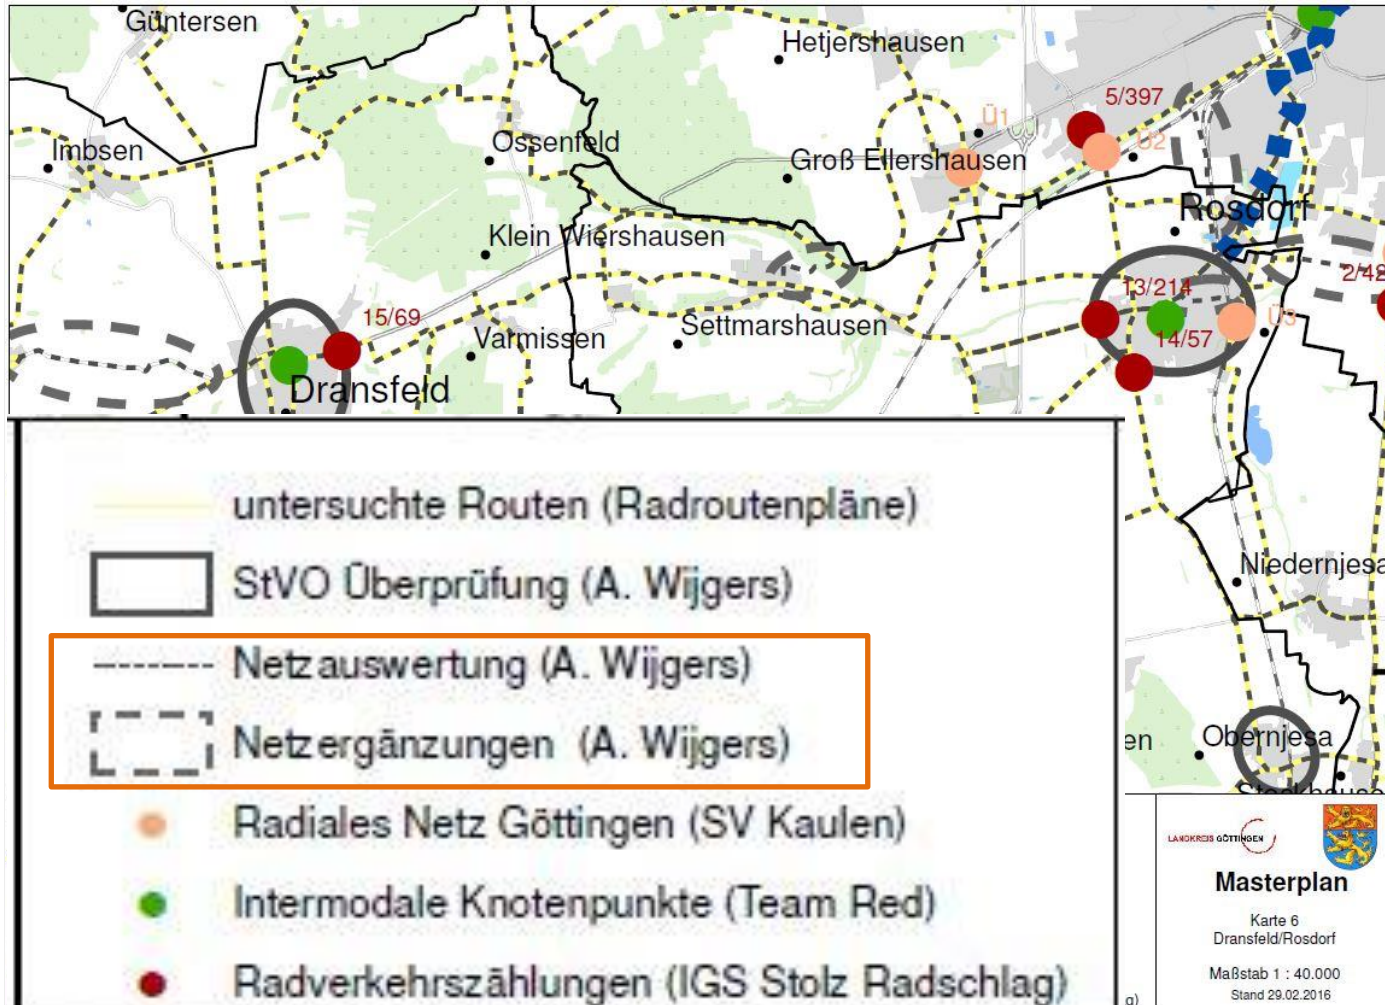 Güntersen
Hetjershausen
5/397
Ü1
Imbsen
Ossenfeld
Groß Ellershausen
Ü2
Rosdorf
Klein Wiershausen
2/48
13/214
15/69
Settmarshausen
Ü3
Varmissen
14/57
Dransfeld
untersuchte Routen (Radroutenpläne)
StVO Überprüfung (A. Wijgers)
Netzauswertung (A. Wijgers)
Netzergänzungen (A. Wijgers)
Radiales Netz Göttingen (SV Kaulen)
Intermodale Knotenpunkte (Team Red)
Radverkehrszählungen (IGS Stolz Radschlag)
Niedernjesa
en
Obernjesa
LANDKREIS GÖTTINGEN
Masterplan
Karte 6
Dransfeld/Rosdorf
Maßstab 1 : 40.000
Stand 29.02.2016